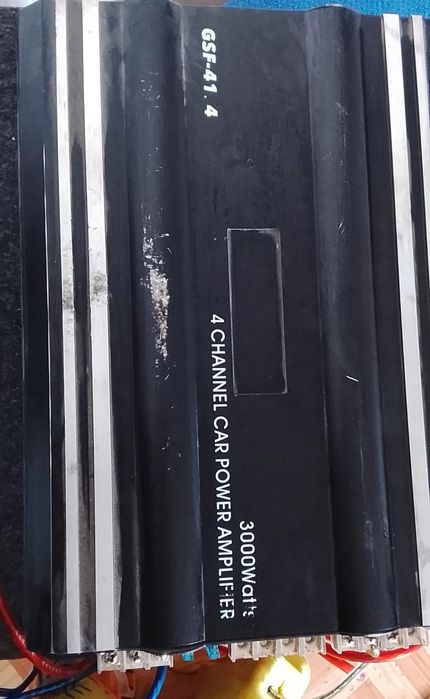 GSF-41.4
4 CHANNEL CAR POWER AMPLIFIER
3000Watts